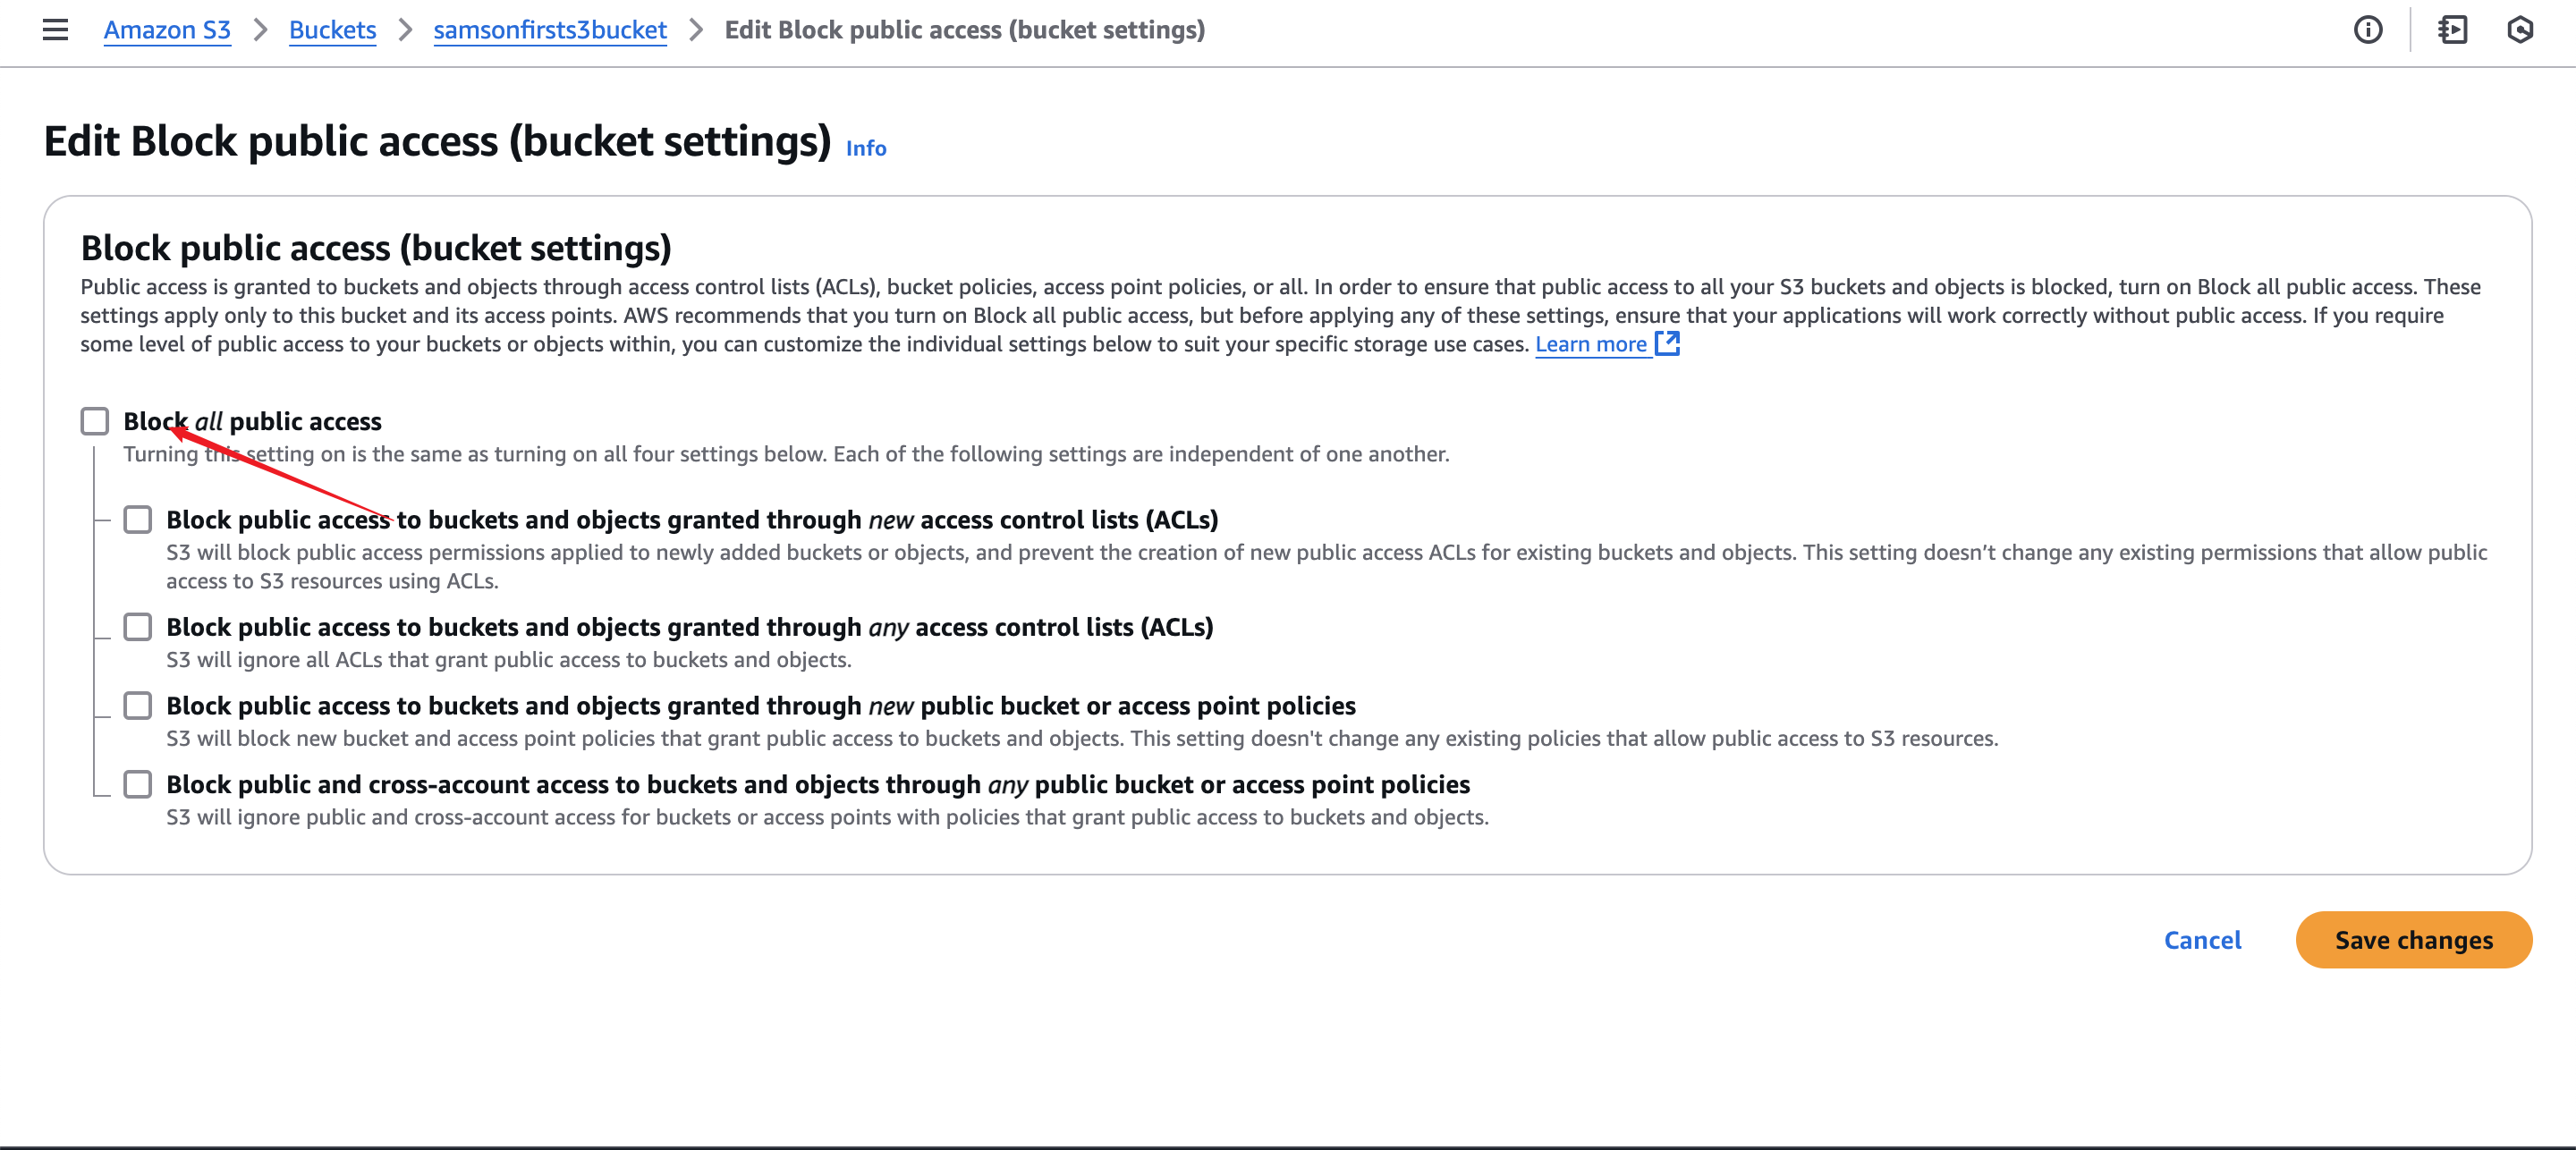 Amazon S3 > Buckets > samsonfirsts3bucket > Edit Block public access (bucket settings)
Edit Block public access (bucket settings) Info
Block public access (bucket settings)
Public access is granted to buckets and objects through access control lists (ACLs), bucket policies, access point policies, or all. In order to ensure that public access to all your S3 buckets and objects is blocked, turn on Block all public access. These
settings apply only to this bucket and its access points. AWS recommends that you turn on Block all public access, but before applying any of these settings, ensure that your applications will work correctly without public access. If you require
some level of public access to your buckets or objects within, you can customize the individual settings below to suit your specific storage use cases. Learn more
Block all public access
Turning this setting on is the same as turning on all four settings below. Each of the following settings are independent of one another.
Block public access to buckets and objects granted through new access control lists (ACLs)
S3 will block public access permissions applied to newly added buckets or objects, and prevent the creation of new public access ACLs for existing buckets and objects. This setting doesn’t change any existing permissions that allow public
access to S3 resources using ACLs.
Block public access to buckets and objects granted through any access control lists (ACLs)
S3 will ignore all ACLs that grant public access to buckets and objects.
Block public access to buckets and objects granted through new public bucket or access point policies
S3 will block new bucket and access point policies that grant public access to buckets and objects. This setting doesn't change any existing policies that allow public access to S3 resources.
Block public and cross-account access to buckets and objects through any public bucket or access point policies
S3 will ignore public and cross-account access for buckets or access points with policies that grant public access to buckets and objects.
Cancel Save changes